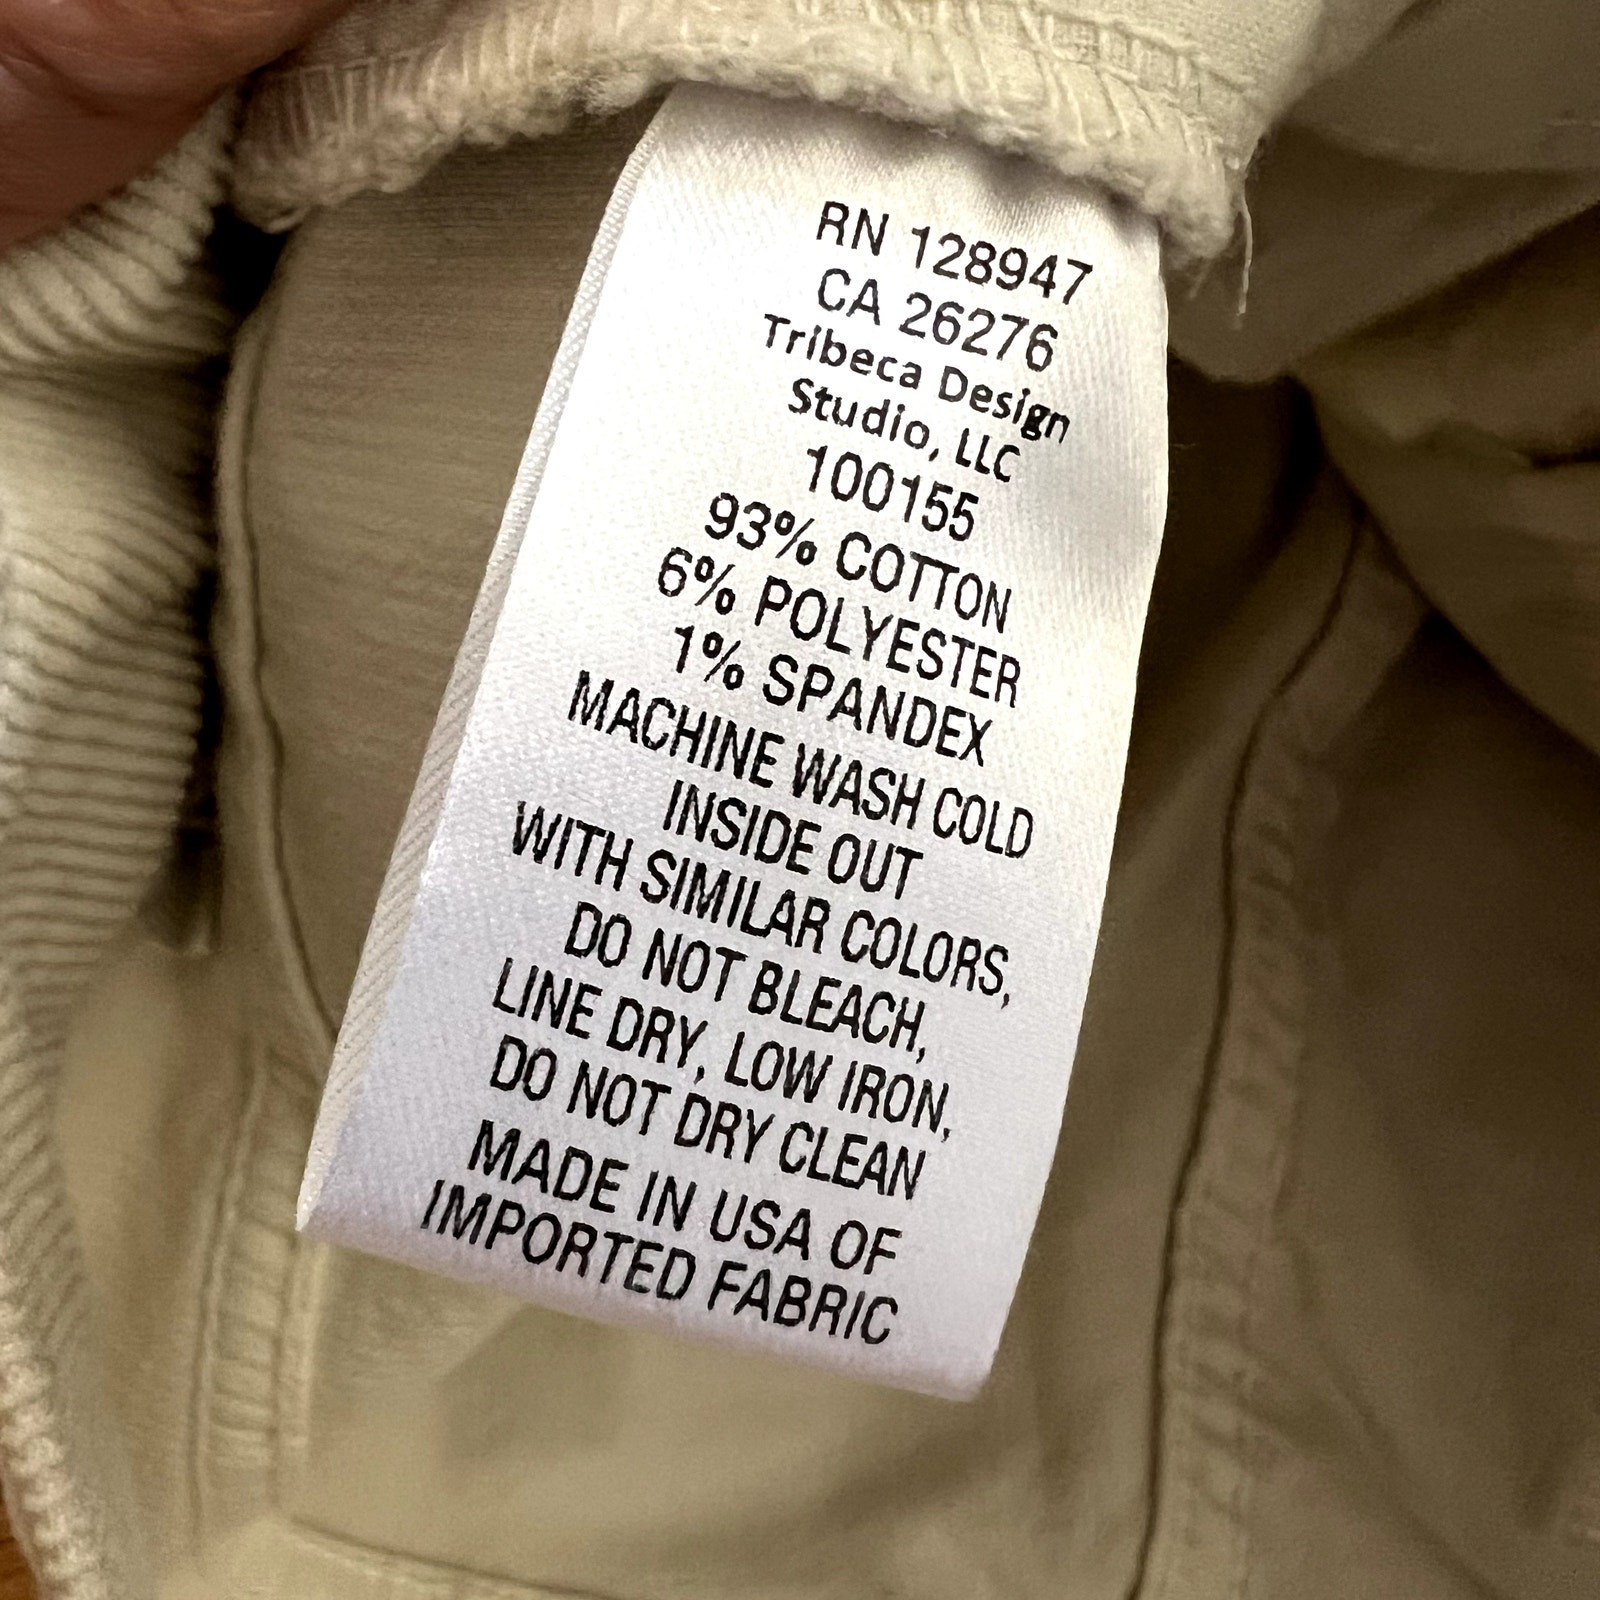 RN 128947
CA 26276
Tribeca Design
Studio, LLC
100155
93% COTTON
6% POLYESTER
1% SPANDEX
MACHINE WASH COLD
INSIDE OUT
WITH SIMILAR COLORS,
DO NOT BLEACH,
LINE DRY, LOW IRON,
DO NOT DRY CLEAN
MADE IN USA OF
IMPORTED FABRIC